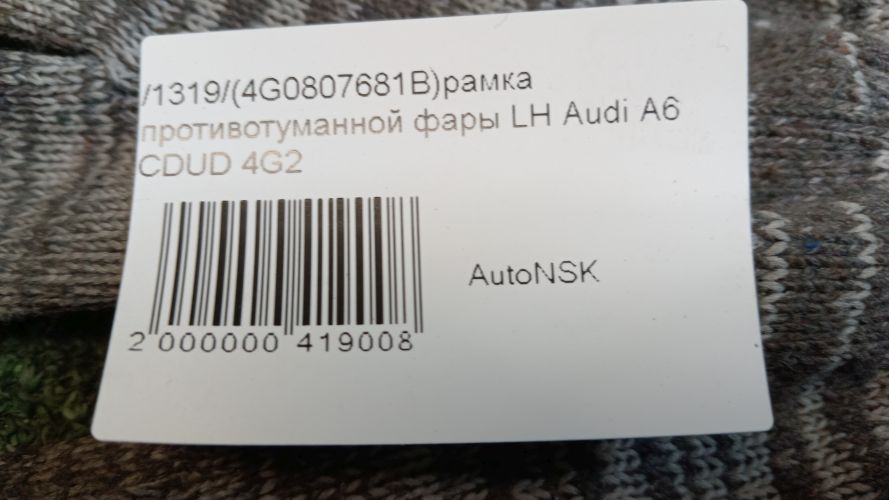 /1319/(4G0807681B)рамка
противотуманной фары LH Audi A6
CDUD 4G2
AutoNSK
2 000000 419008